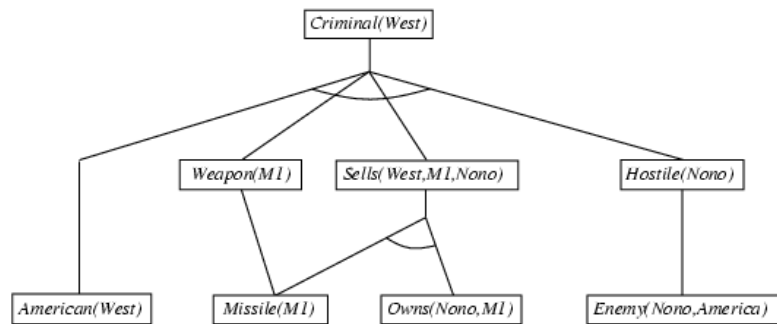 Criminal(West)
Weapon(M1)
Sells(West,M1,Nono)
Hostile(Nono)
American(West)
Missile(M1)
Owns(Nono,M1)
Enemy(Nono,America)